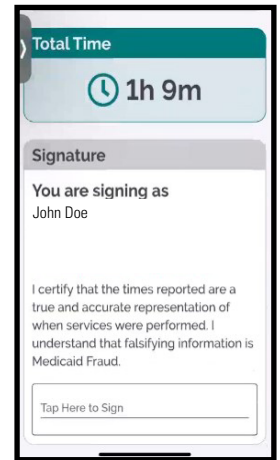 Total Time
1h 9m
Signature
You are signing as
John Doe
I certify that the times reported are a
true and accurate representation of
when services were performed. I
understand that falsifying information is
Medicaid Fraud.
Tap Here to Sign